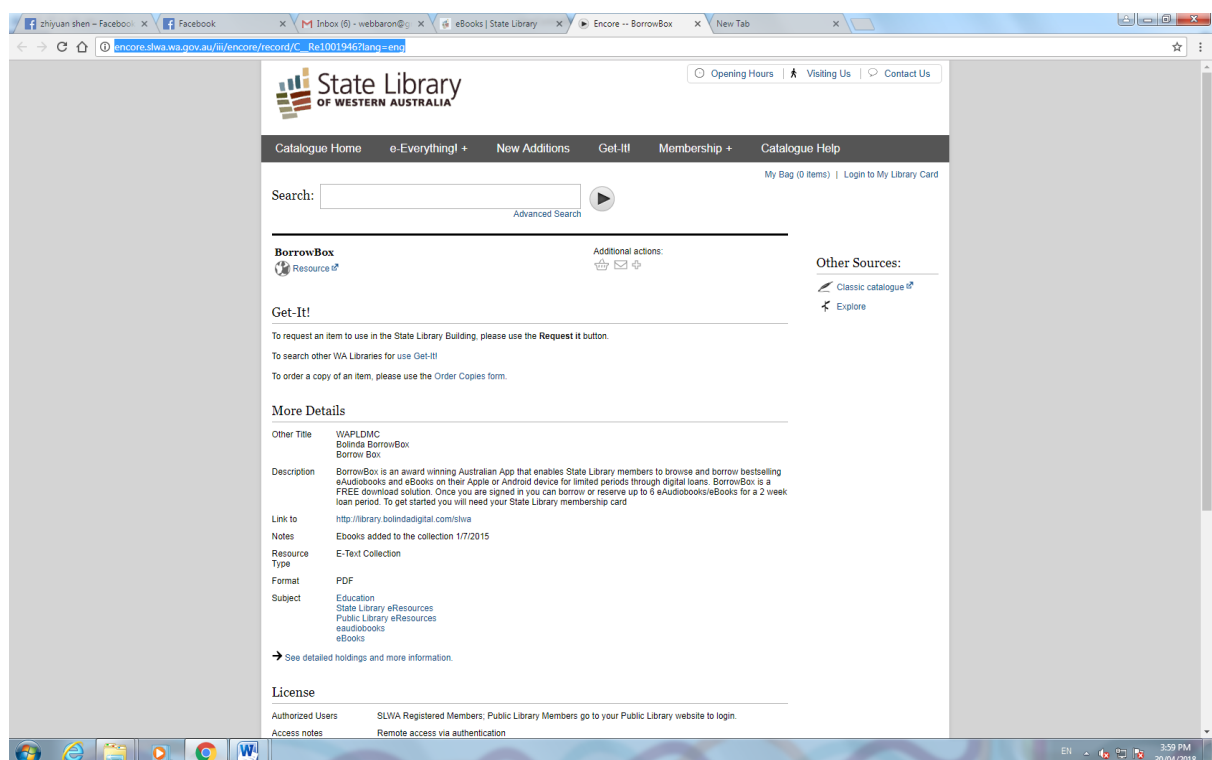 zhiyuan shen – Facebook
Facebook
Inbox (6) - webbaron@g
eBooks | State Library
Encore -- BorrowBox
New Tab
encore.slwa.wa.gov.au/iii/encore/record/C__Re1001946?lang=eng
State Library
OF WESTERN AUSTRALIA
Opening Hours | Visiting Us | Contact Us
Catalogue Home e-Everything! + New Additions Get-It! Membership + Catalogue Help
My Bag (0 items) | Login to My Library Card
Search:
Advanced Search
BorrowBox
Resource
Additional actions:
Other Sources:
Classic catalogue
Explore
Get-It!
To request an item to use in the State Library Building, please use the Request it button.
To search other WA Libraries for use Get-It!
To order a copy of an item, please use the Order Copies form.
More Details
Other Title WAPLDMC
Bolinda BorrowBox
Borrow Box
Description BorrowBox is an award winning Australian App that enables State Library members to browse and borrow bestselling
eAudiobooks and eBooks on their Apple or Android device for limited periods through digital loans. BorrowBox is a
FREE download solution. Once you are signed in you can borrow or reserve up to 6 eAudiobooks/eBooks for a 2 week
loan period. To get started you will need your State Library membership card
Link to http://library.bolindadigital.com/slwa
Notes Ebooks added to the collection 1/7/2015
Resource E-Text Collection
Type
Format PDF
Subject Education
State Library eResources
Public Library eResources
eaudiobooks
eBooks
See detailed holdings and more information.
License
Authorized Users SLWA Registered Members; Public Library Members go to your Public Library website to login.
Access notes Remote access via authentication
EN
3:59 PM
20/04/2018